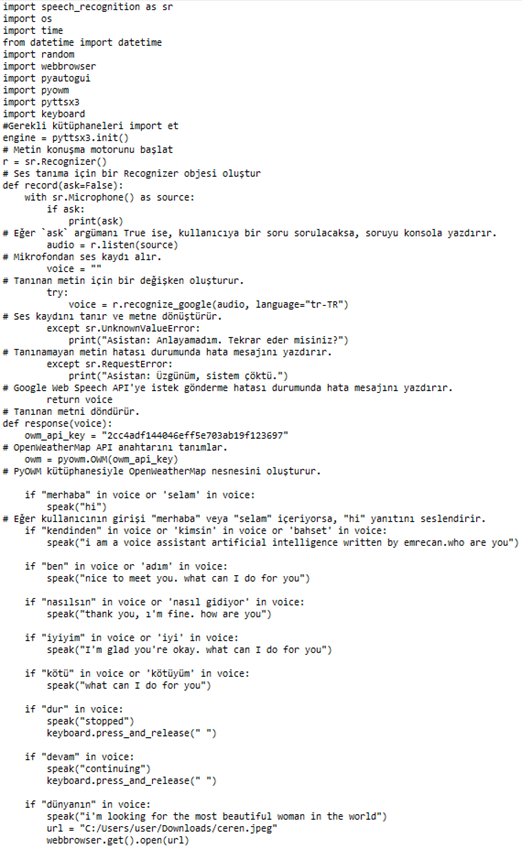 import speech_recognition as sr
import os
import time
from datetime import datetime
import random
import webbrowser
import pyautogui
import pyowm
import pyttsx3
import keyboard
#Gerekli kütüphaneleri import et
engine = pyttsx3.init()
# Metin konuşma motorunu başlat
r = sr.Recognizer()
# Ses tanıma için bir Recognizer objesi oluştur
def record(ask=False):
    with sr.Microphone() as source:
        if ask:
            print(ask)
# Eğer `ask` argümanı True ise, kullanıcıya bir soru sorulacaksa, soruyu konsola yazdırır.
        audio = r.listen(source)
# Mikrofondan ses kaydı alır.
        voice = ""
# Tanınan metin için bir değişken oluşturur.
        try:
            voice = r.recognize_google(audio, language="tr-TR")
# Ses kaydını tanır ve metne dönüştürür.
        except sr.UnknownValueError:
            print("Asistan: Anlayamadım. Tekrar eder misiniz?")
# Tanınamayan metin hatası durumunda hata mesajını yazdırır.
        except sr.RequestError:
            print("Asistan: Üzgünüm, sistem çöktü.")
# Google Web Speech API'ye istek gönderme hatası durumunda hata mesajını yazdırır.
        return voice
# Tanınan metni döndürür.
def response(voice):
    owm_api_key = "2cc4adf144046eff5e703ab19f123697"
# OpenWeatherMap API anahtarını tanımlar.
    owm = pyowm.OWM(owm_api_key)
# PyOWM kütüphanesiyle OpenWeatherMap nesnesini oluşturur.
    if "merhaba" in voice or 'selam' in voice:
        speak("hi")
# Eğer kullanıcının girişi "merhaba" veya "selam" içeriyorsa, "hi" yanıtını seslendirir.
    if "kendinden" in voice or 'kimsin' in voice or 'bahset' in voice:
        speak("i am a voice assistant artificial intelligence written by emrecan.who are you")
    if "ben" in voice or 'adım' in voice:
        speak("nice to meet you. what can I do for you")
    if "nasılsın" in voice or 'nasıl gidiyor' in voice:
        speak("thank you, ı'm fine. how are you")
    if "iyiyim" in voice or 'iyi' in voice:
        speak("I'm glad you're okay. what can I do for you")
    if "kötü" in voice or 'kötüyüm' in voice:
        speak("what can I do for you")
    if "dur" in voice:
        speak("stopped")
        keyboard.press_and_release(" ")
    if "devam" in voice:
        speak("continuing")
        keyboard.press_and_release(" ")
    if "dünyanın" in voice:
        speak("i'm looking for the most beautiful woman in the world")
        url = "C:/Users/user/Downloads/ceren.jpeg"
        webbrowser.get().open(url)